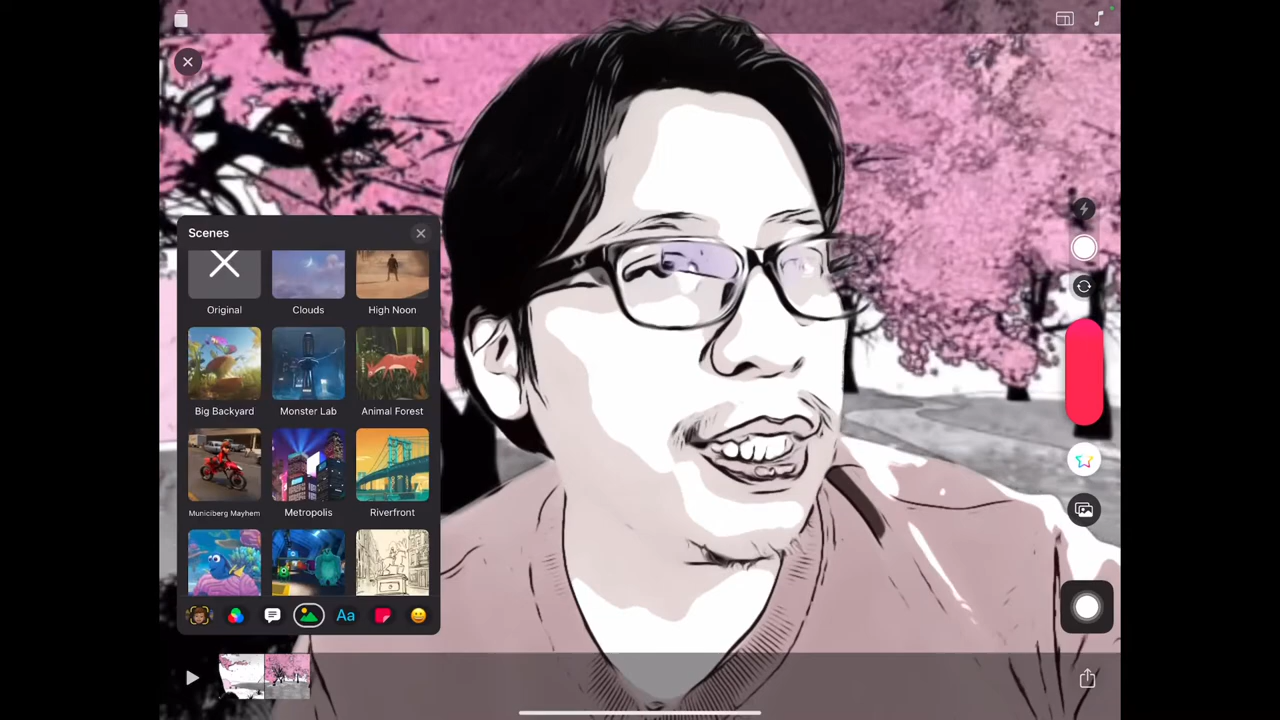 Scenes
Original
Clouds
High Noon
Big Backyard
Monster Lab
Animal Forest
Municiberg Mayhem
Metropolis
Riverfront
Aa